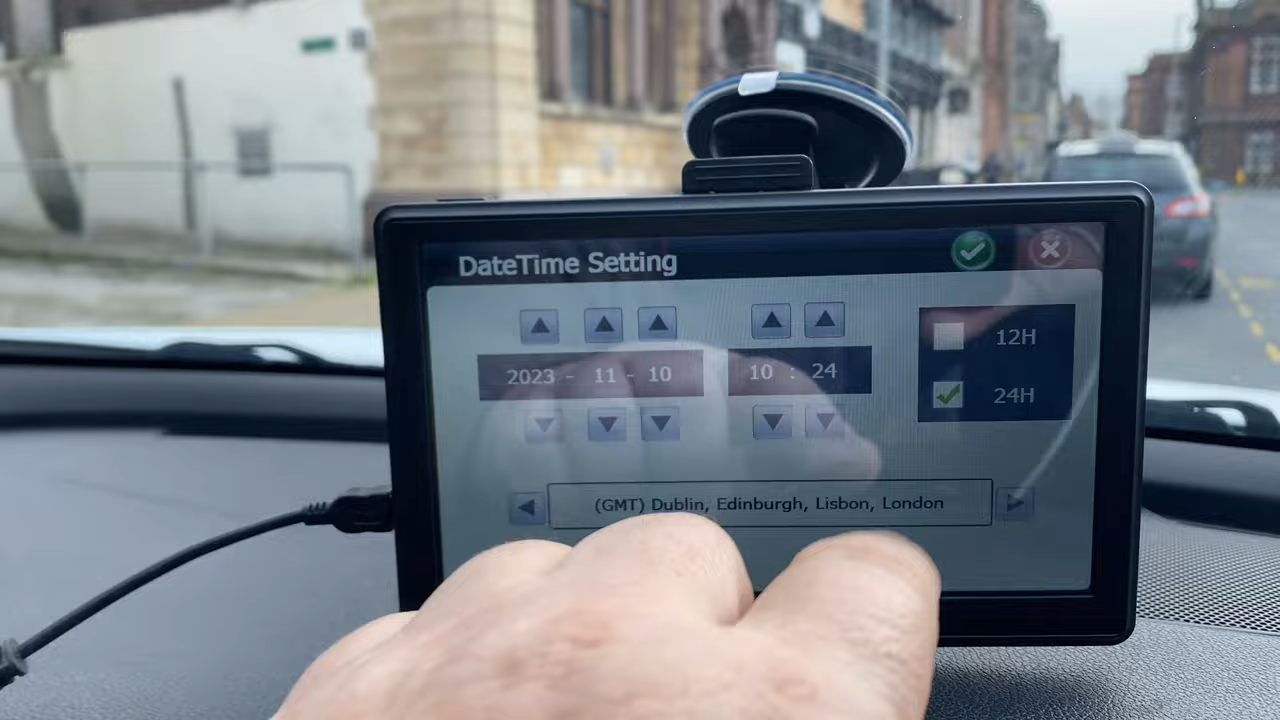 DateTime Setting
2023 - 11 - 10 10 : 24
12H
24H
(GMT) Dublin, Edinburgh, Lisbon, London